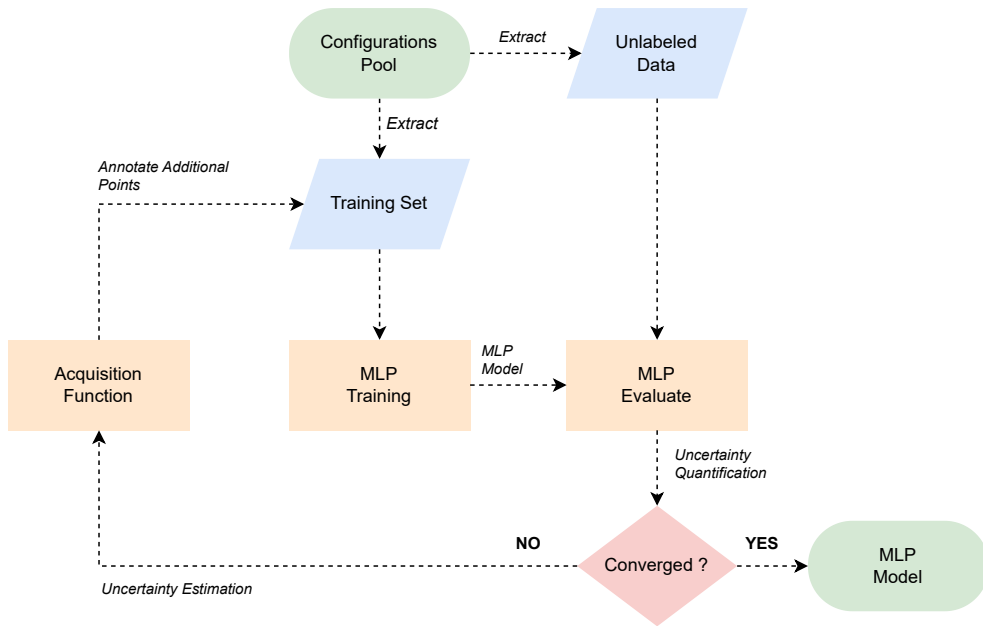 Configurations
Pool
Extract
Unlabeled
Data
Extract
Annotate Additional
Points
Training Set
Acquisition
Function
MLP
Training
MLP
Model
MLP
Evaluate
Uncertainty
Quantification
NO
Converged ?
YES
MLP
Model
Uncertainty Estimation